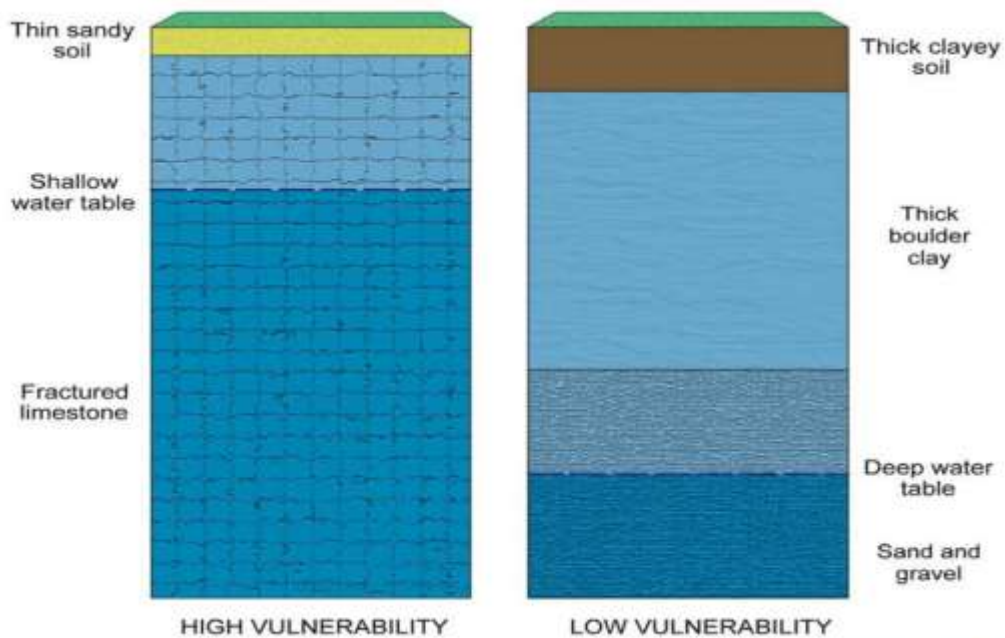 Thin sandy
soil
Shallow
water table
Fractured
limestone
HIGH VULNERABILITY
Thick clayey
soil
Thick
boulder
clay
Deep water
table
Sand and
gravel
LOW VULNERABILITY